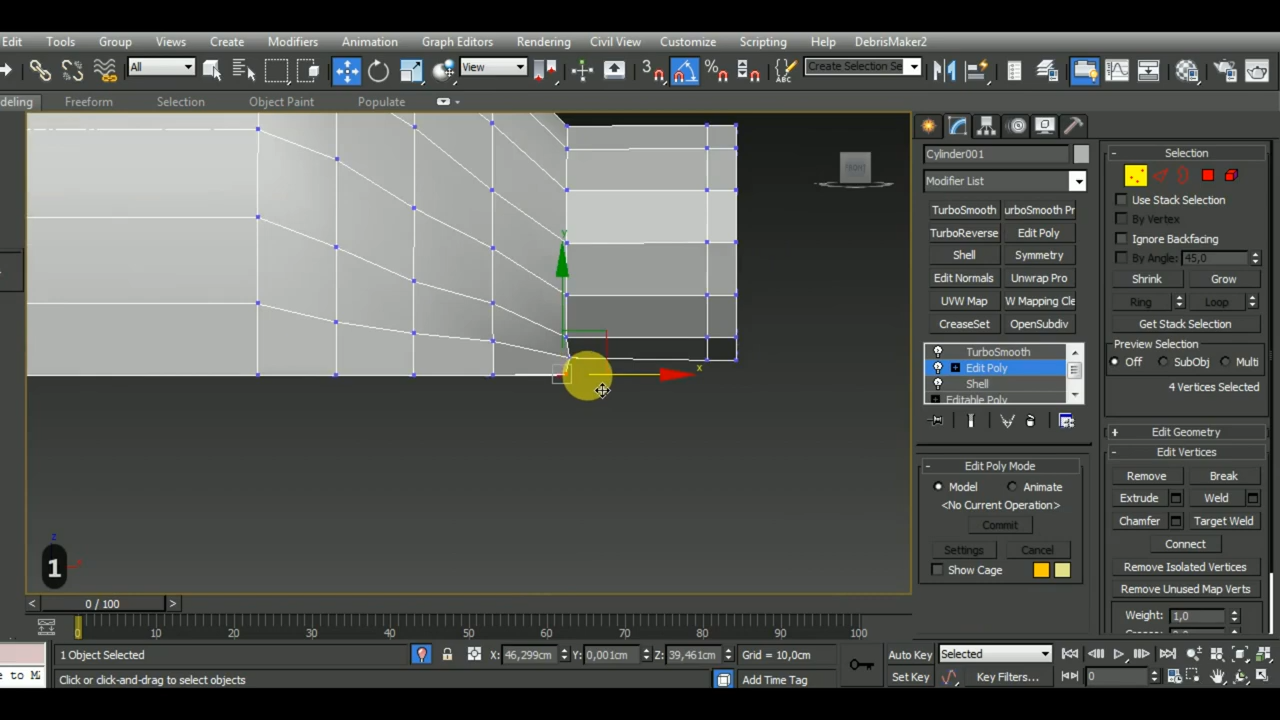 Edit Tools Group Views Create Modifiers Animation Graph Editors Rendering Civil View Customize Scripting Help DebrisMaker2
All View 3 % ABC Create Selection Se
deling Freeform Selection Object Paint Populate
Cylinder001
Modifier List
TurboSmooth urboSmooth Pr
TurboReverse Edit Poly
Shell Symmetry
Edit Normals Unwrap Pro
UVW Map W Mapping Cle
CreaseSet OpenSubdiv
TurboSmooth
Edit Poly
Shell
Editable Poly
- Edit Poly Mode
Model Animate
<No Current Operation>
Commit
Settings Cancel
Show Cage
- Selection
Use Stack Selection
By Vertex
Ignore Backfacing
By Angle: 45,0
Shrink Grow
Ring Loop
Get Stack Selection
Preview Selection
Off SubObj Multi
4 Vertices Selected
+ Edit Geometry
- Edit Vertices
Remove Break
Extrude Weld
Chamfer Target Weld
Connect
Remove Isolated Vertices
Remove Unused Map Verts
Weight: 1,0
FRONT
y
x
z
1
< 0 / 100 >
0 10 20 30 40 50 60 70 80 90 100
1 Object Selected X: 46,299cm Y: 0,001cm Z: 39,461cm Grid = 10,0cm Auto Key Selected
Click or click-and-drag to select objects Add Time Tag Set Key Key Filters... 0